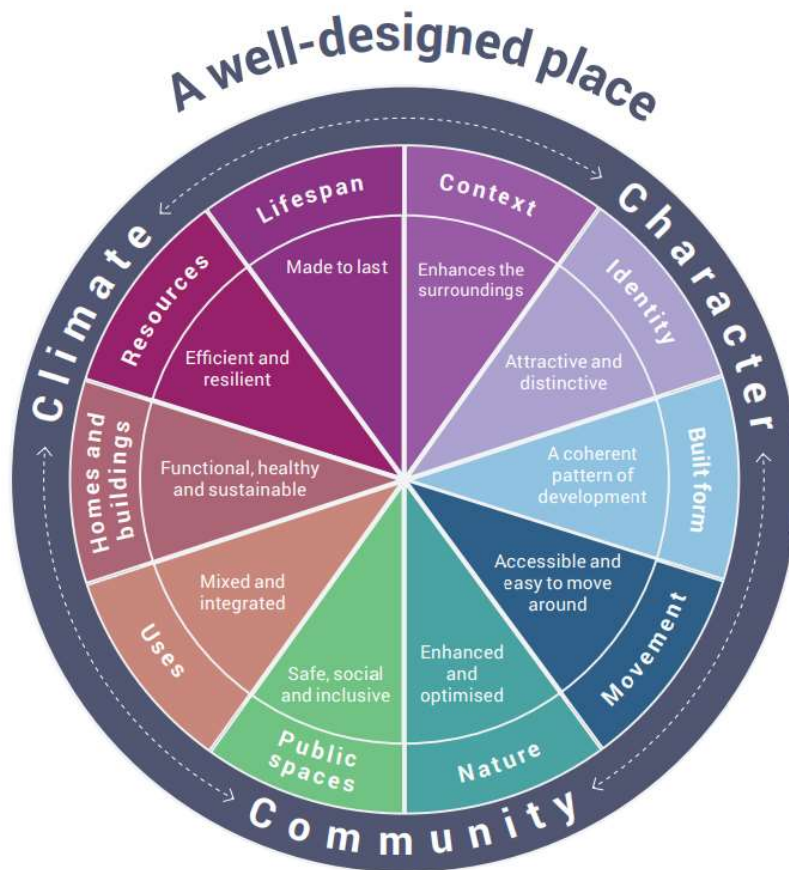 A well-designed place
Climate
Character
Community
Context
Enhances the
surroundings
Identity
Attractive and
distinctive
Built form
A coherent
pattern of
development
Movement
Accessible and
easy to move
around
Nature
Enhanced
and
optimised
Public
spaces
Safe, social
and inclusive
Uses
Mixed and
integrated
Homes and
buildings
Functional, healthy
and sustainable
Resources
Efficient and
resilient
Lifespan
Made to last